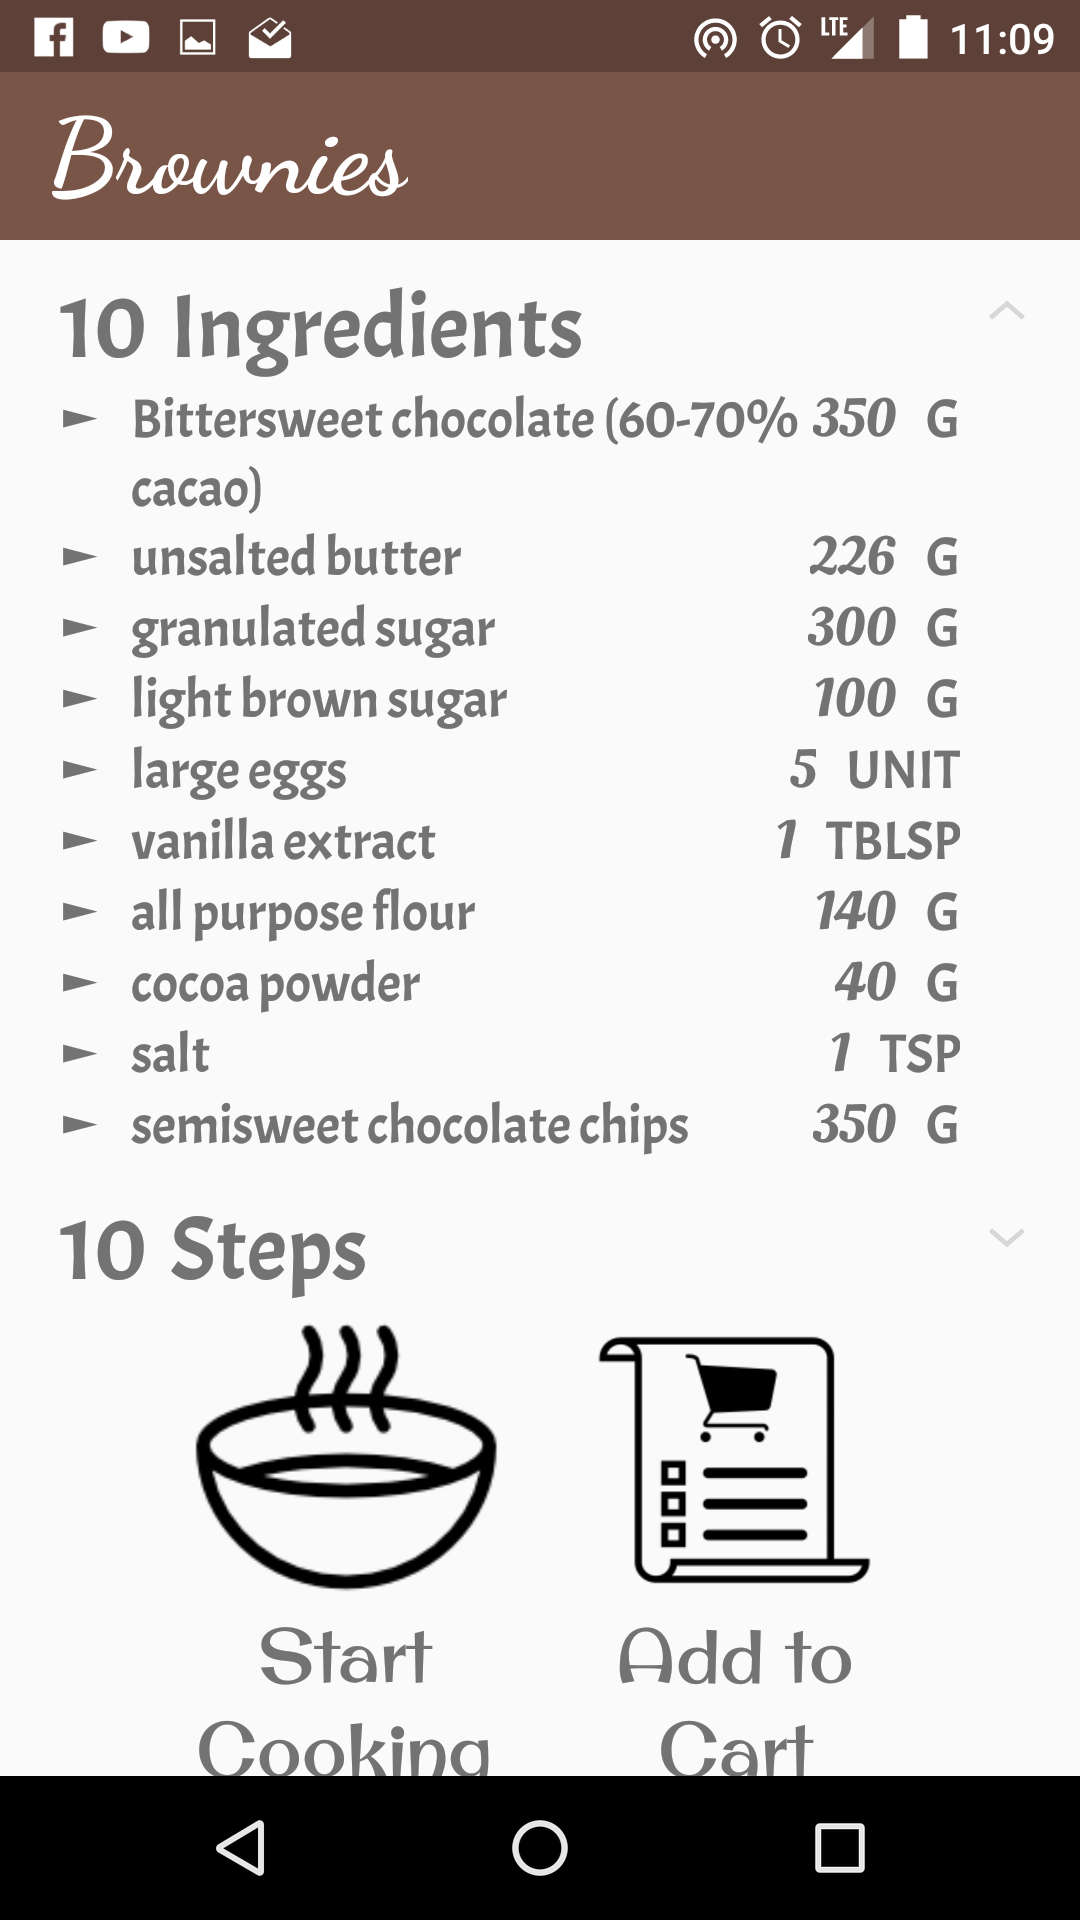 LTE 11:09
Brownies
10 Ingredients
Bittersweet chocolate (60-70% 350 G
cacao)
unsalted butter 226 G
granulated sugar 300 G
light brown sugar 100 G
large eggs 5 UNIT
vanilla extract 1 TBLSP
all purpose flour 140 G
cocoa powder 40 G
salt 1 TSP
semisweet chocolate chips 350 G
10 Steps
Start Add to
Cooking Cart